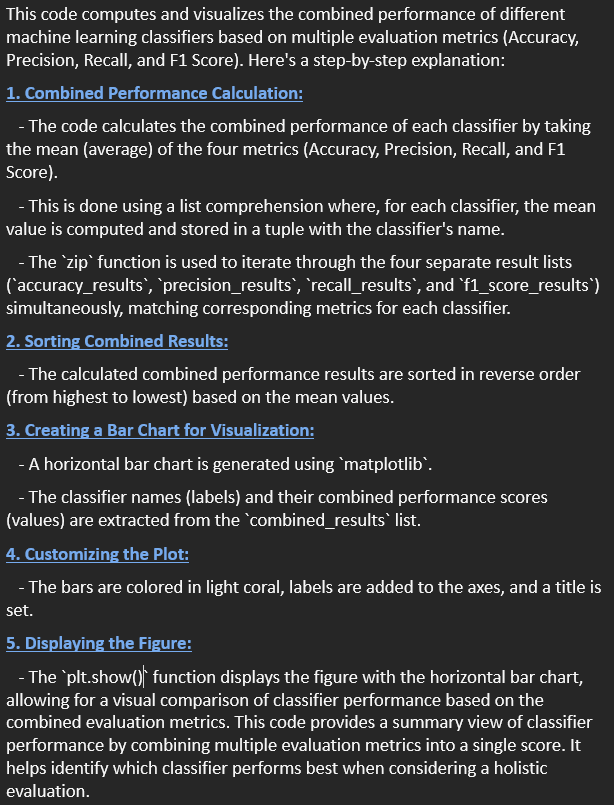 This code computes and visualizes the combined performance of different
machine learning classifiers based on multiple evaluation metrics (Accuracy,
Precision, Recall, and F1 Score). Here's a step-by-step explanation:
1. Combined Performance Calculation:
- The code calculates the combined performance of each classifier by taking
the mean (average) of the four metrics (Accuracy, Precision, Recall, and F1
Score).
- This is done using a list comprehension where, for each classifier, the mean
value is computed and stored in a tuple with the classifier's name.
- The `zip` function is used to iterate through the four separate result lists
(`accuracy_results`, `precision_results`, `recall_results`, and `f1_score_results`)
simultaneously, matching corresponding metrics for each classifier.
2. Sorting Combined Results:
- The calculated combined performance results are sorted in reverse order
(from highest to lowest) based on the mean values.
3. Creating a Bar Chart for Visualization:
- A horizontal bar chart is generated using `matplotlib`.
- The classifier names (labels) and their combined performance scores
(values) are extracted from the `combined_results` list.
4. Customizing the Plot:
- The bars are colored in light coral, labels are added to the axes, and a title is
set.
5. Displaying the Figure:
- The `plt.show()` function displays the figure with the horizontal bar chart,
allowing for a visual comparison of classifier performance based on the
combined evaluation metrics. This code provides a summary view of classifier
performance by combining multiple evaluation metrics into a single score. It
helps identify which classifier performs best when considering a holistic
evaluation.